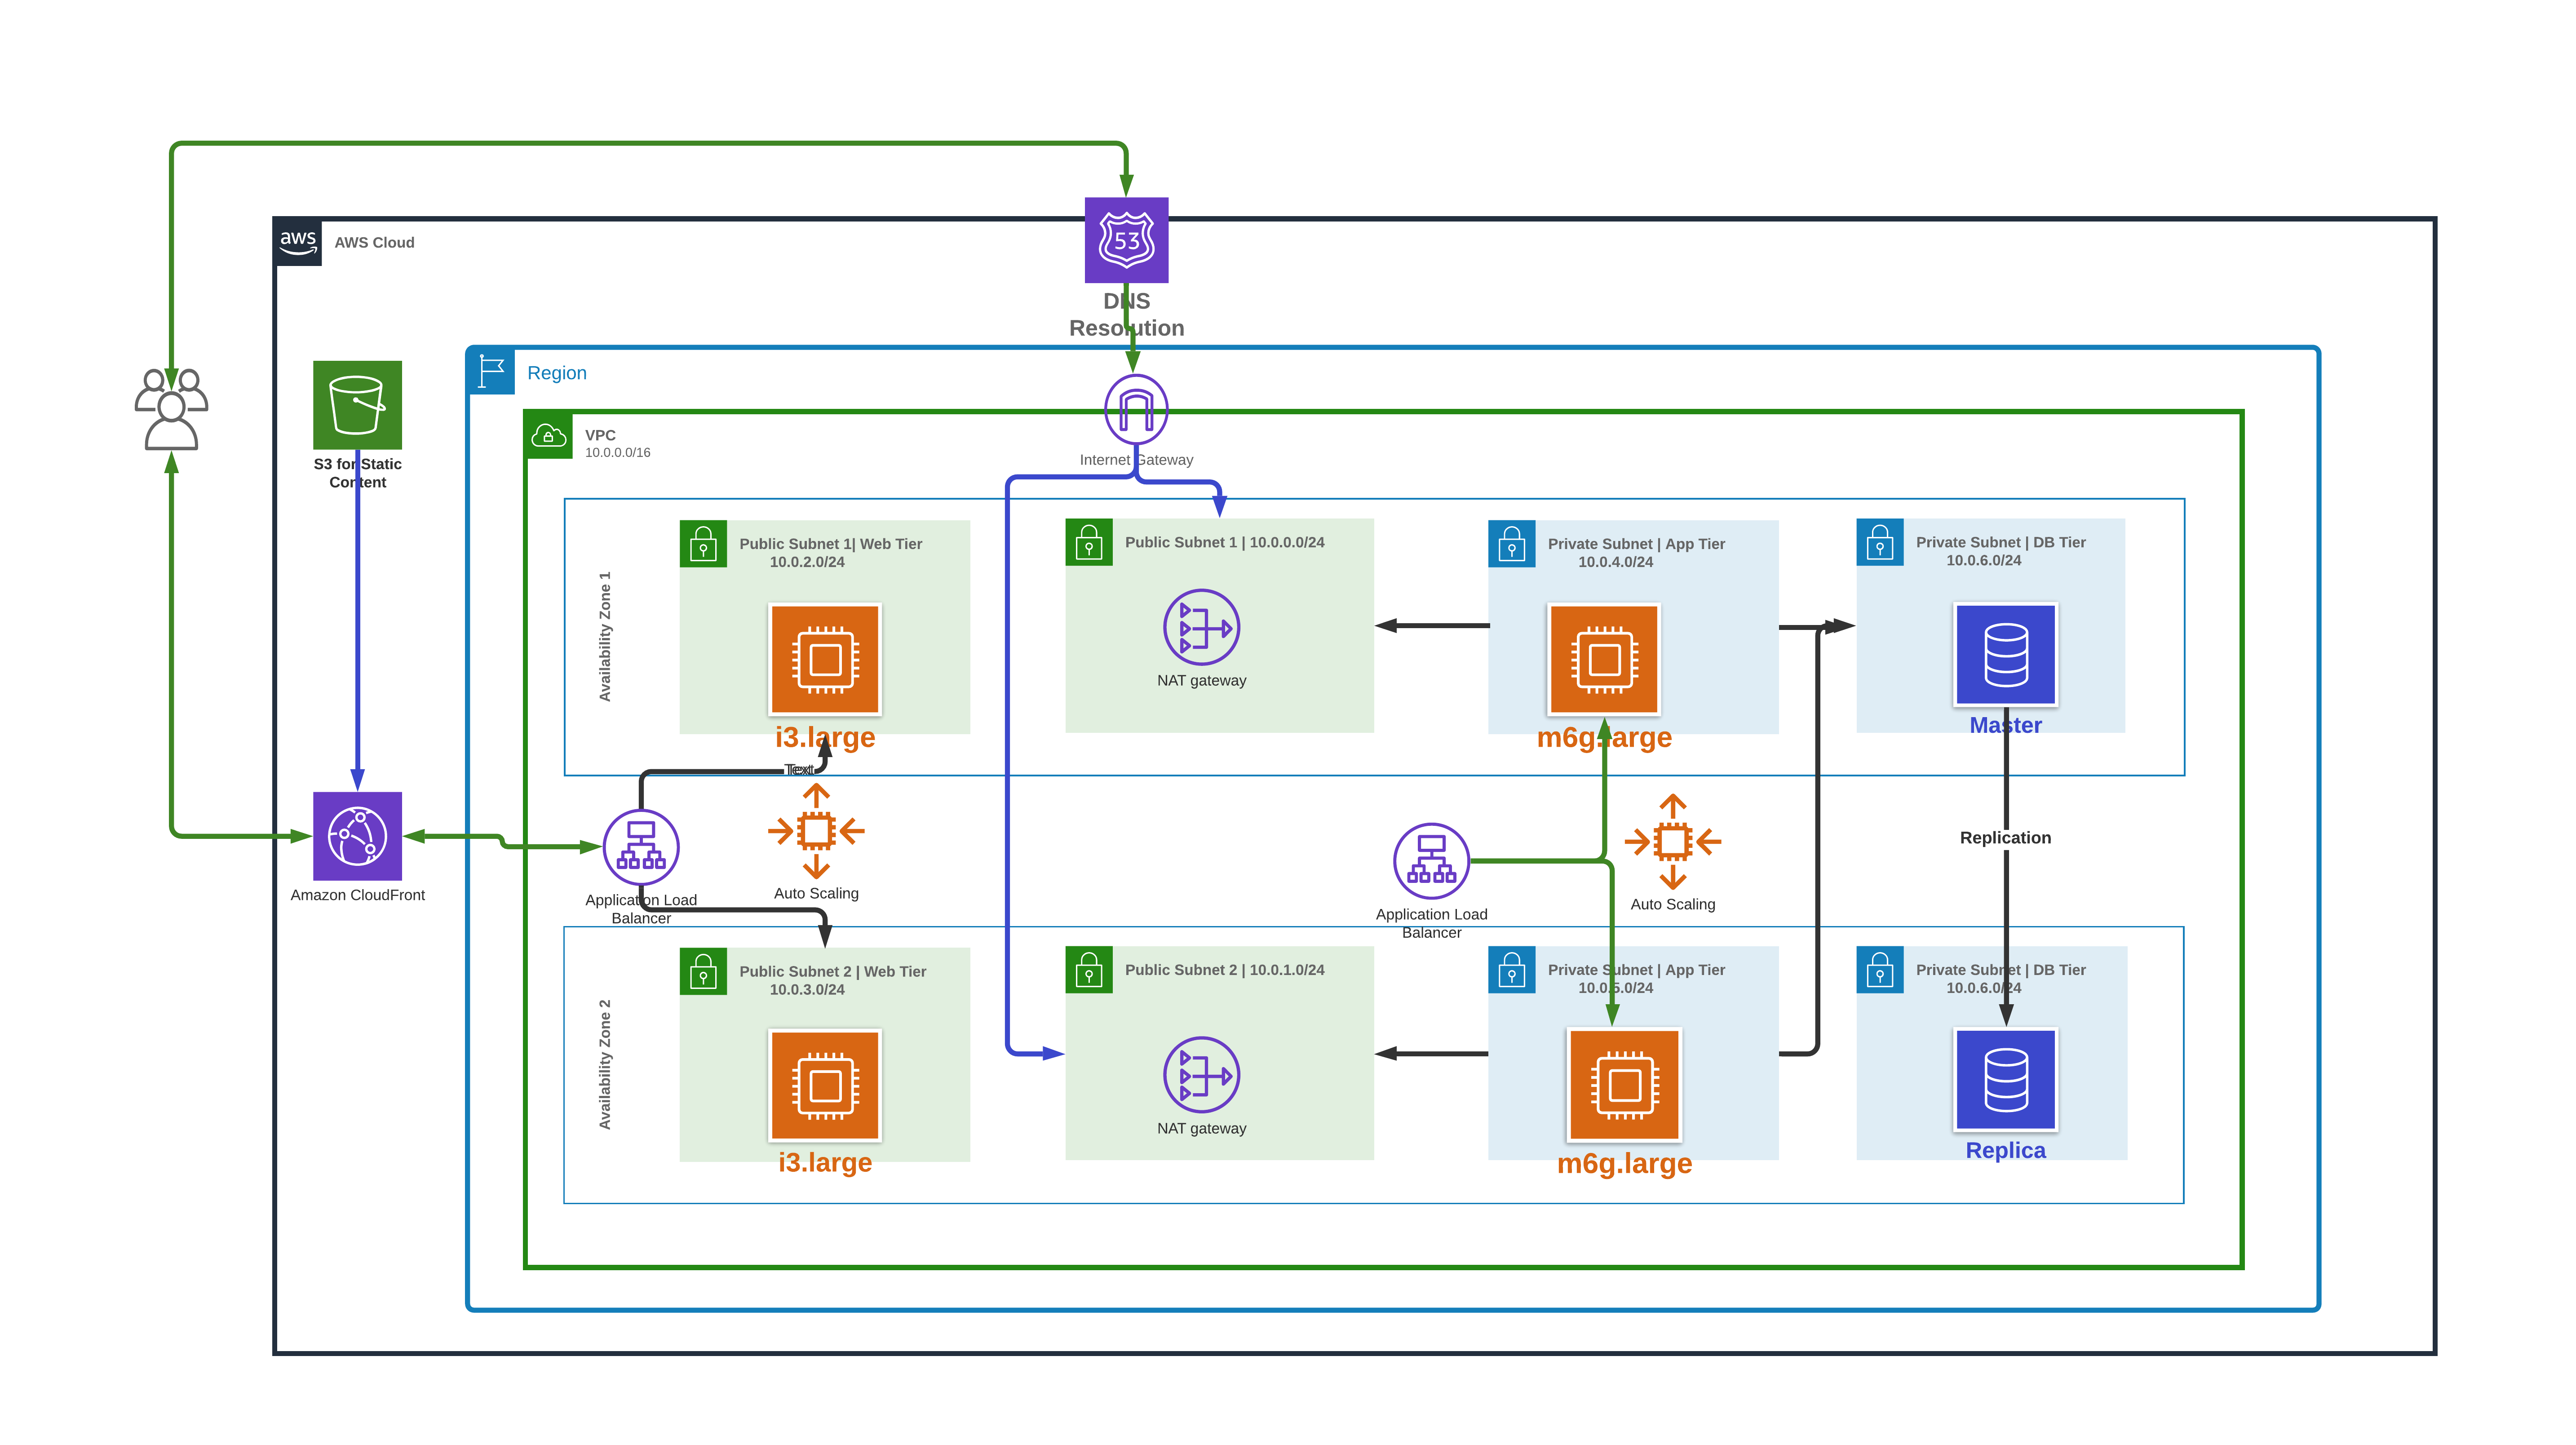 aws
AWS Cloud
53
DNS
Resolution
Region
S3 for Static
Content
VPC
10.0.0.0/16
Internet Gateway
Availability Zone 1
Public Subnet 1| Web Tier
10.0.2.0/24
i3.large
Public Subnet 1 | 10.0.0.0/24
NAT gateway
Private Subnet | App Tier
10.0.4.0/24
m6g.large
Private Subnet | DB Tier
10.0.6.0/24
Master
Text
Amazon CloudFront
Application Load
Balancer
Auto Scaling
Application Load
Balancer
Auto Scaling
Replication
Availability Zone 2
Public Subnet 2 | Web Tier
10.0.3.0/24
i3.large
Public Subnet 2 | 10.0.1.0/24
NAT gateway
Private Subnet | App Tier
10.0.5.0/24
m6g.large
Private Subnet | DB Tier
10.0.6.0/24
Replica